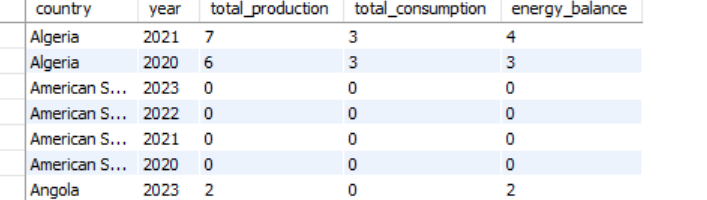 country year total_production total_consumption energy_balance
Algeria 2021 7 3 4
Algeria 2020 6 3 3
American S... 2023 0 0 0
American S... 2022 0 0 0
American S... 2021 0 0 0
American S... 2020 0 0 0
Angola 2023 2 0 2